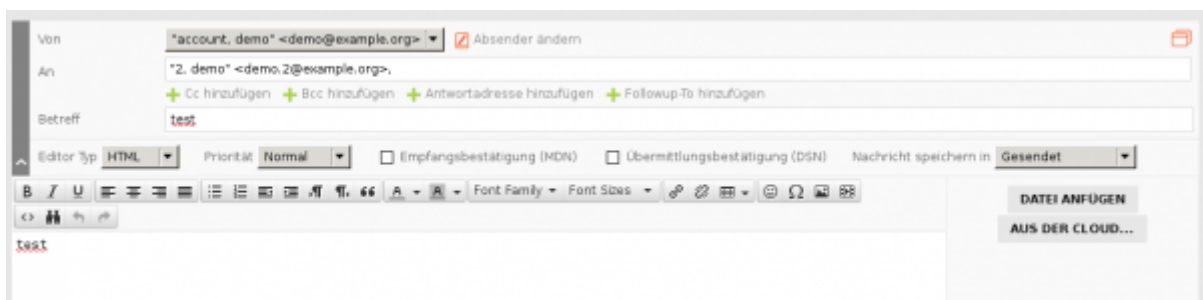 Von "account, demo" <demo@example.org> Absender ändern
An "2, demo" <demo.2@example.org>,
Cc hinzufügen Bcc hinzufügen Antwortadresse hinzufügen Followup-To hinzufügen
Betreff test
Editor Typ HTML Priorität Normal Empfangsbestätigung (MDN) Übermittlungsbestätigung (DSN) Nachricht speichern in Gesendet
B I U A A Font Family Font Sizes Ω
DATEI ANFÜGEN
AUS DER CLOUD...
test